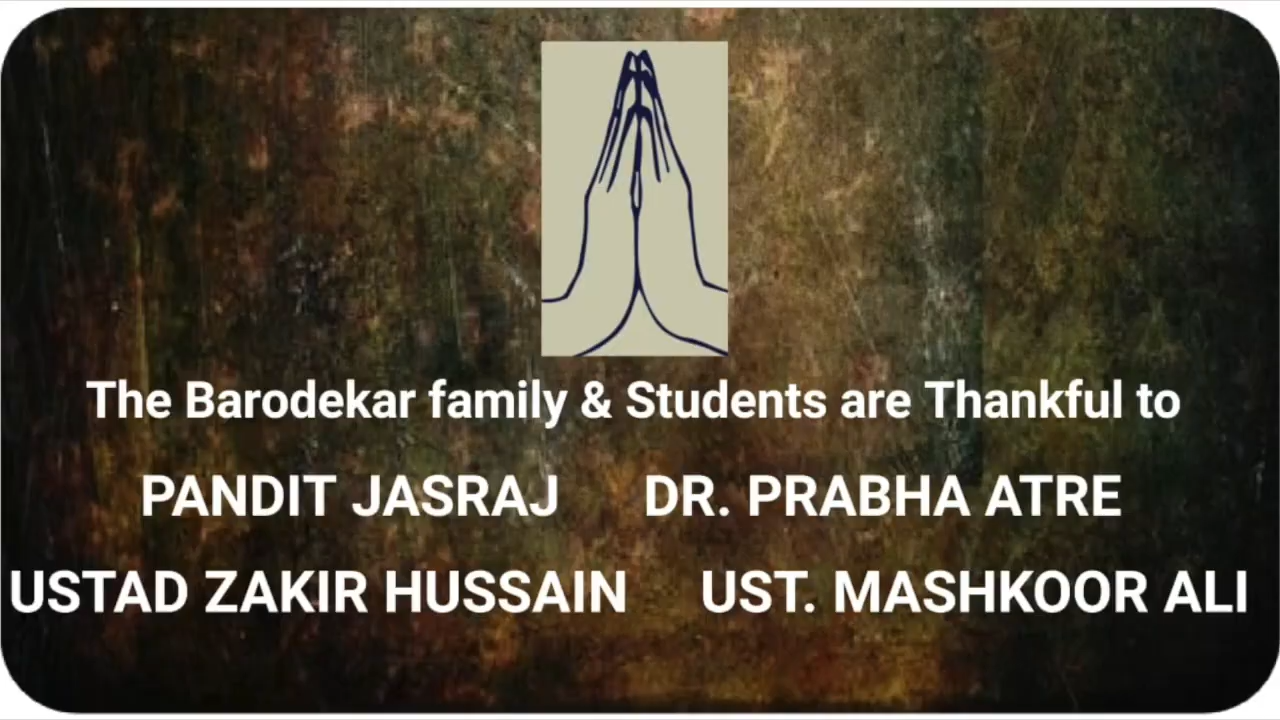 The Barodekar family & Students are Thankful to
PANDIT JASRAJ DR. PRABHA ATRE
USTAD ZAKIR HUSSAIN UST. MASHKOOR ALI